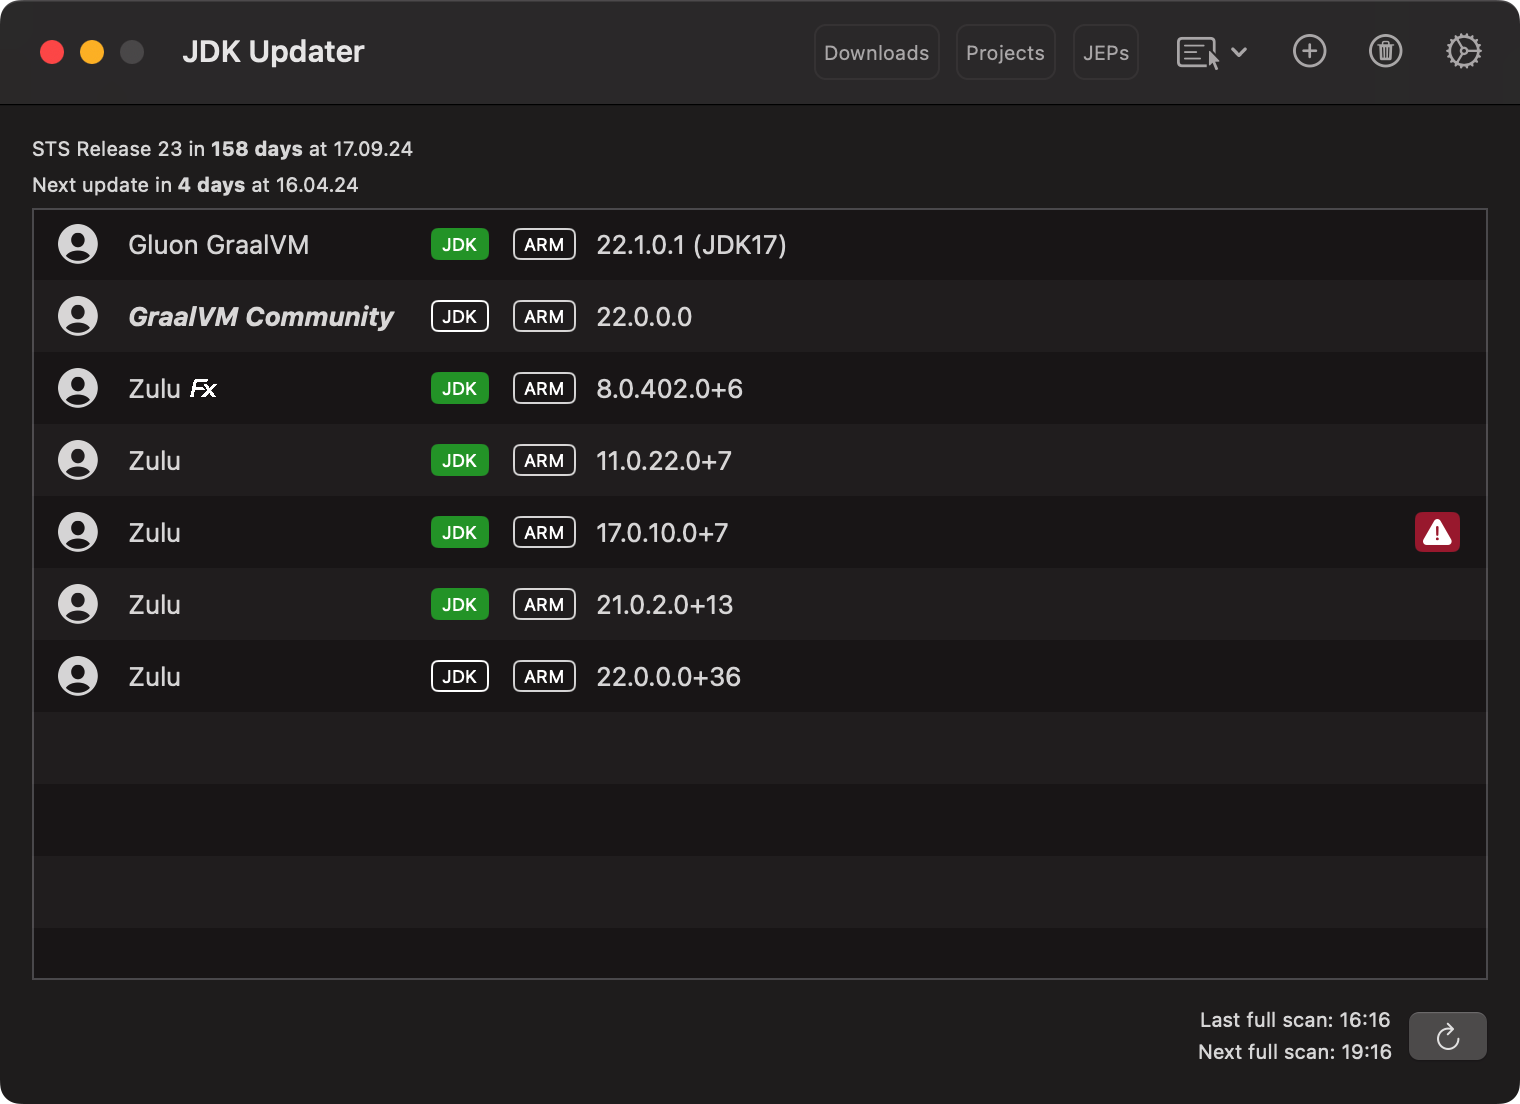 JDK Updater Downloads Projects JEPs
STS Release 23 in 158 days at 17.09.24
Next update in 4 days at 16.04.24
Gluon GraalVM JDK ARM 22.1.0.1 (JDK17)
GraalVM Community JDK ARM 22.0.0.0
Zulu Fx JDK ARM 8.0.402.0+6
Zulu JDK ARM 11.0.22.0+7
Zulu JDK ARM 17.0.10.0+7
Zulu JDK ARM 21.0.2.0+13
Zulu JDK ARM 22.0.0.0+36
Last full scan: 16:16
Next full scan: 19:16